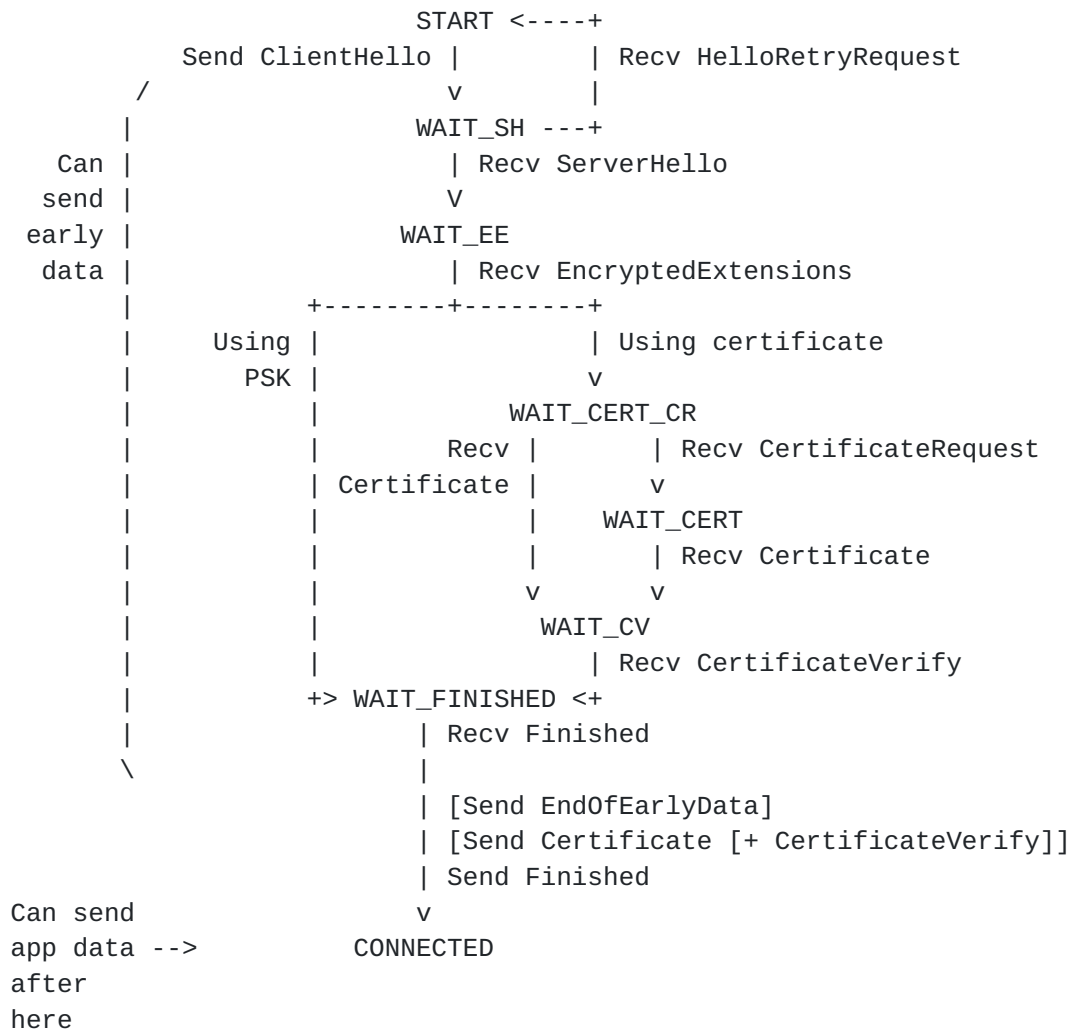 START <----+
           Send ClientHello |        | Recv HelloRetryRequest
        /                   v        |
       |                  WAIT_SH ---+
   Can |                    | Recv ServerHello
  send |                    V
 early |                 WAIT_EE
  data |                    | Recv EncryptedExtensions
       |           +--------+--------+
       |     Using |                 | Using certificate
       |       PSK |                 v
       |           |            WAIT_CERT_CR
       |           |        Recv |       | Recv CertificateRequest
       |           | Certificate |       v
       |           |             |    WAIT_CERT
       |           |             |       | Recv Certificate
       |           |             v       v
       |           |              WAIT_CV
       |           |                 | Recv CertificateVerify
       |           +> WAIT_FINISHED <+
       |                  | Recv Finished
       \                  |
                          | [Send EndOfEarlyData]
                          | [Send Certificate [+ CertificateVerify]]
                          | Send Finished
Can send                  v
app data -->          CONNECTED
after
here